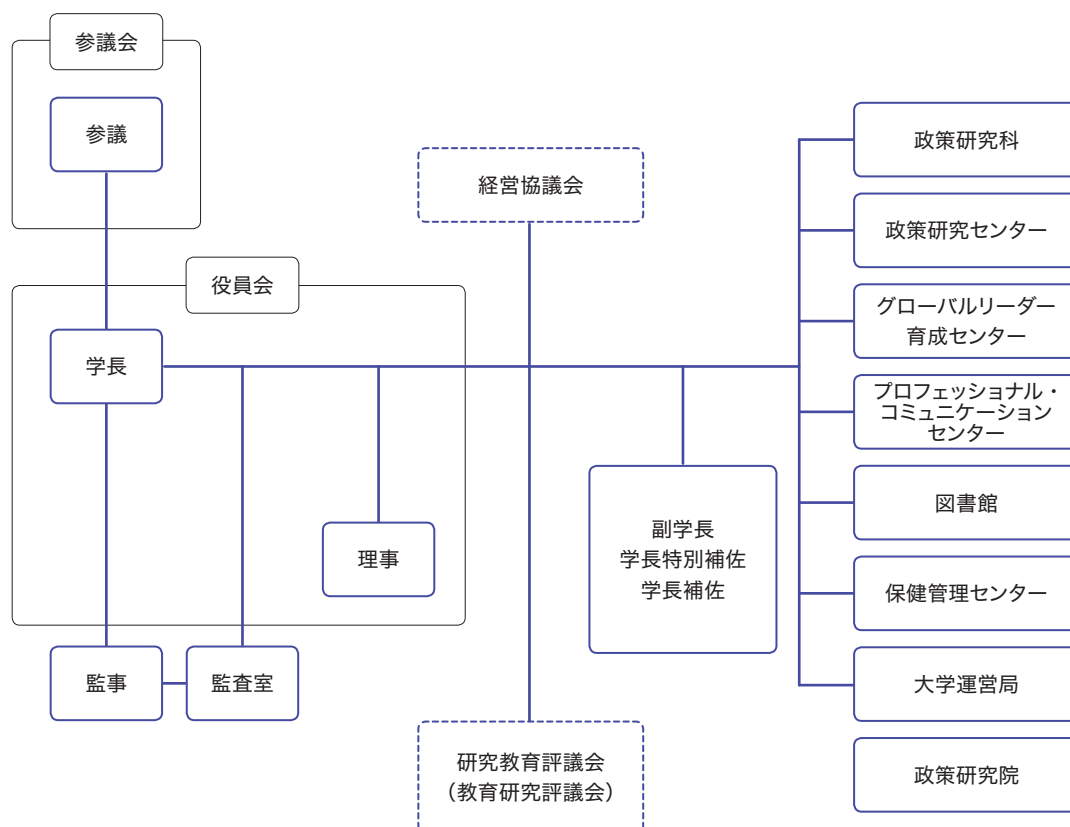 参議会
参議
経営協議会
役員会
学長
理事
監事
監査室
副学長
学長特別補佐
学長補佐
研究教育評議会
（教育研究評議会）
政策研究科
政策研究センター
グローバルリーダー
育成センター
プロフェッショナル・
コミュニケーション
センター
図書館
保健管理センター
大学運営局
政策研究院